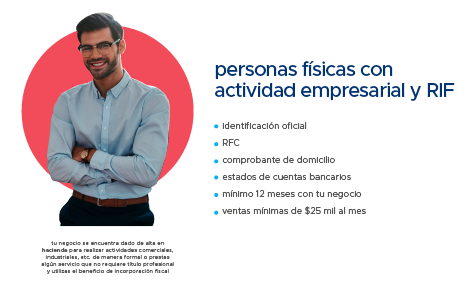 personas físicas con
actividad empresarial y RIF
identificación oficial
RFC
comprobante de domicilio
estados de cuentas bancarios
mínimo 12 meses con tu negocio
ventas mínimas de $25 mil al mes
tu negocio se encuentra dado de alta en
hacienda para realizar actividades comerciales,
industriales, etc. de manera formal o prestas
algún servicio que no requiere título profesional
y utilizas el beneficio de incorporación fiscal